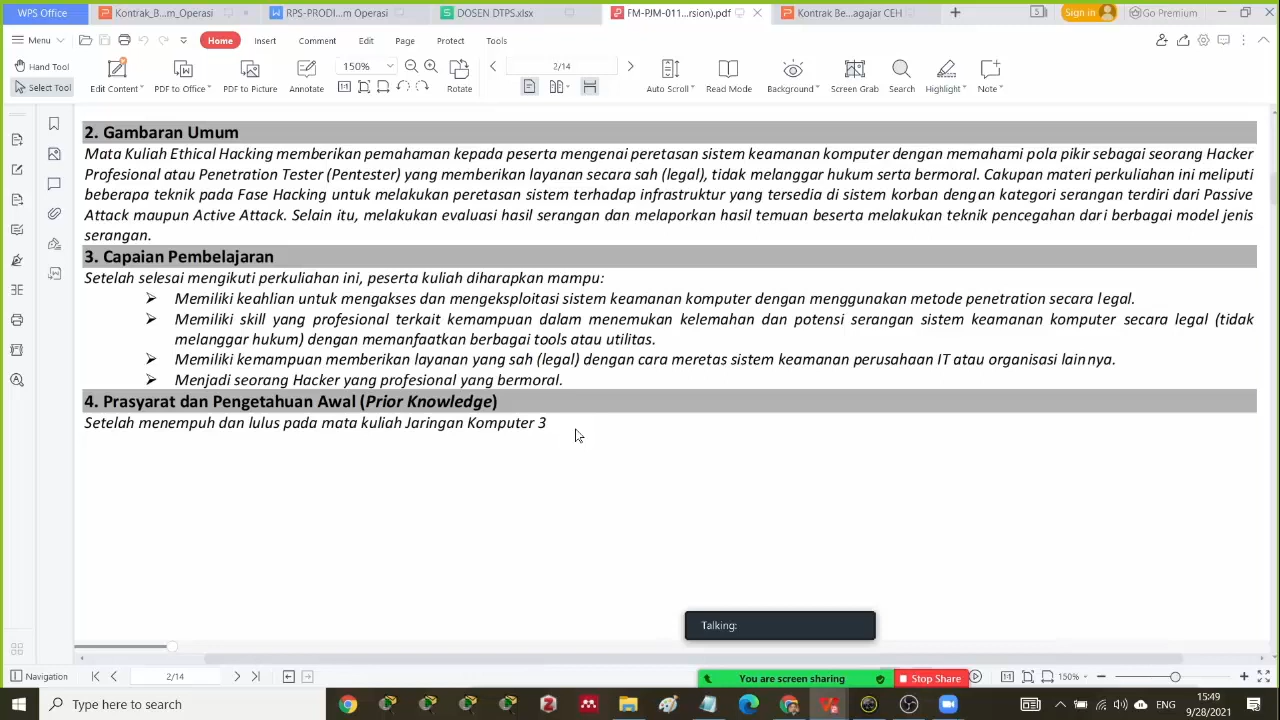 WPS Office
Kontrak_B...m_Operasi
RPS-PRODI...m Operasi
DOSEN DTPS.xlsx
FM-PJM-011...rsion).pdf
Kontrak Be...agajar CEH
Sign in
Go Premium
Menu
Home
Insert
Comment
Edit
Page
Protect
Tools
Hand Tool
Select Tool
Edit Content
PDF to Office
PDF to Picture
Annotate
150%
Rotate
2/14
Auto Scroll
Read Mode
Background
Screen Grab
Search
Highlight
Note
2. Gambaran Umum
Mata Kuliah Ethical Hacking memberikan pemahaman kepada peserta mengenai peretasan sistem keamanan komputer dengan memahami pola pikir sebagai seorang Hacker
Profesional atau Penetration Tester (Pentester) yang memberikan layanan secara sah (legal), tidak melanggar hukum serta bermoral. Cakupan materi perkuliahan ini meliputi
beberapa teknik pada Fase Hacking untuk melakukan peretasan sistem terhadap infrastruktur yang tersedia di sistem korban dengan kategori serangan terdiri dari Passive
Attack maupun Active Attack. Selain itu, melakukan evaluasi hasil serangan dan melaporkan hasil temuan beserta melakukan teknik pencegahan dari berbagai model jenis
serangan.
3. Capaian Pembelajaran
Setelah selesai mengikuti perkuliahan ini, peserta kuliah diharapkan mampu:
Memiliki keahlian untuk mengakses dan mengeksploitasi sistem keamanan komputer dengan menggunakan metode penetration secara legal.
Memiliki skill yang profesional terkait kemampuan dalam menemukan kelemahan dan potensi serangan sistem keamanan komputer secara legal (tidak
melanggar hukum) dengan memanfaatkan berbagai tools atau utilitas.
Memiliki kemampuan memberikan layanan yang sah (legal) dengan cara meretas sistem keamanan perusahaan IT atau organisasi lainnya.
Menjadi seorang Hacker yang profesional yang bermoral.
4. Prasyarat dan Pengetahuan Awal (Prior Knowledge)
Setelah menempuh dan lulus pada mata kuliah Jaringan Komputer 3
Talking:
Navigation
2/14
You are screen sharing
Stop Share
150%
Type here to search
ENG
15:49
9/28/2021